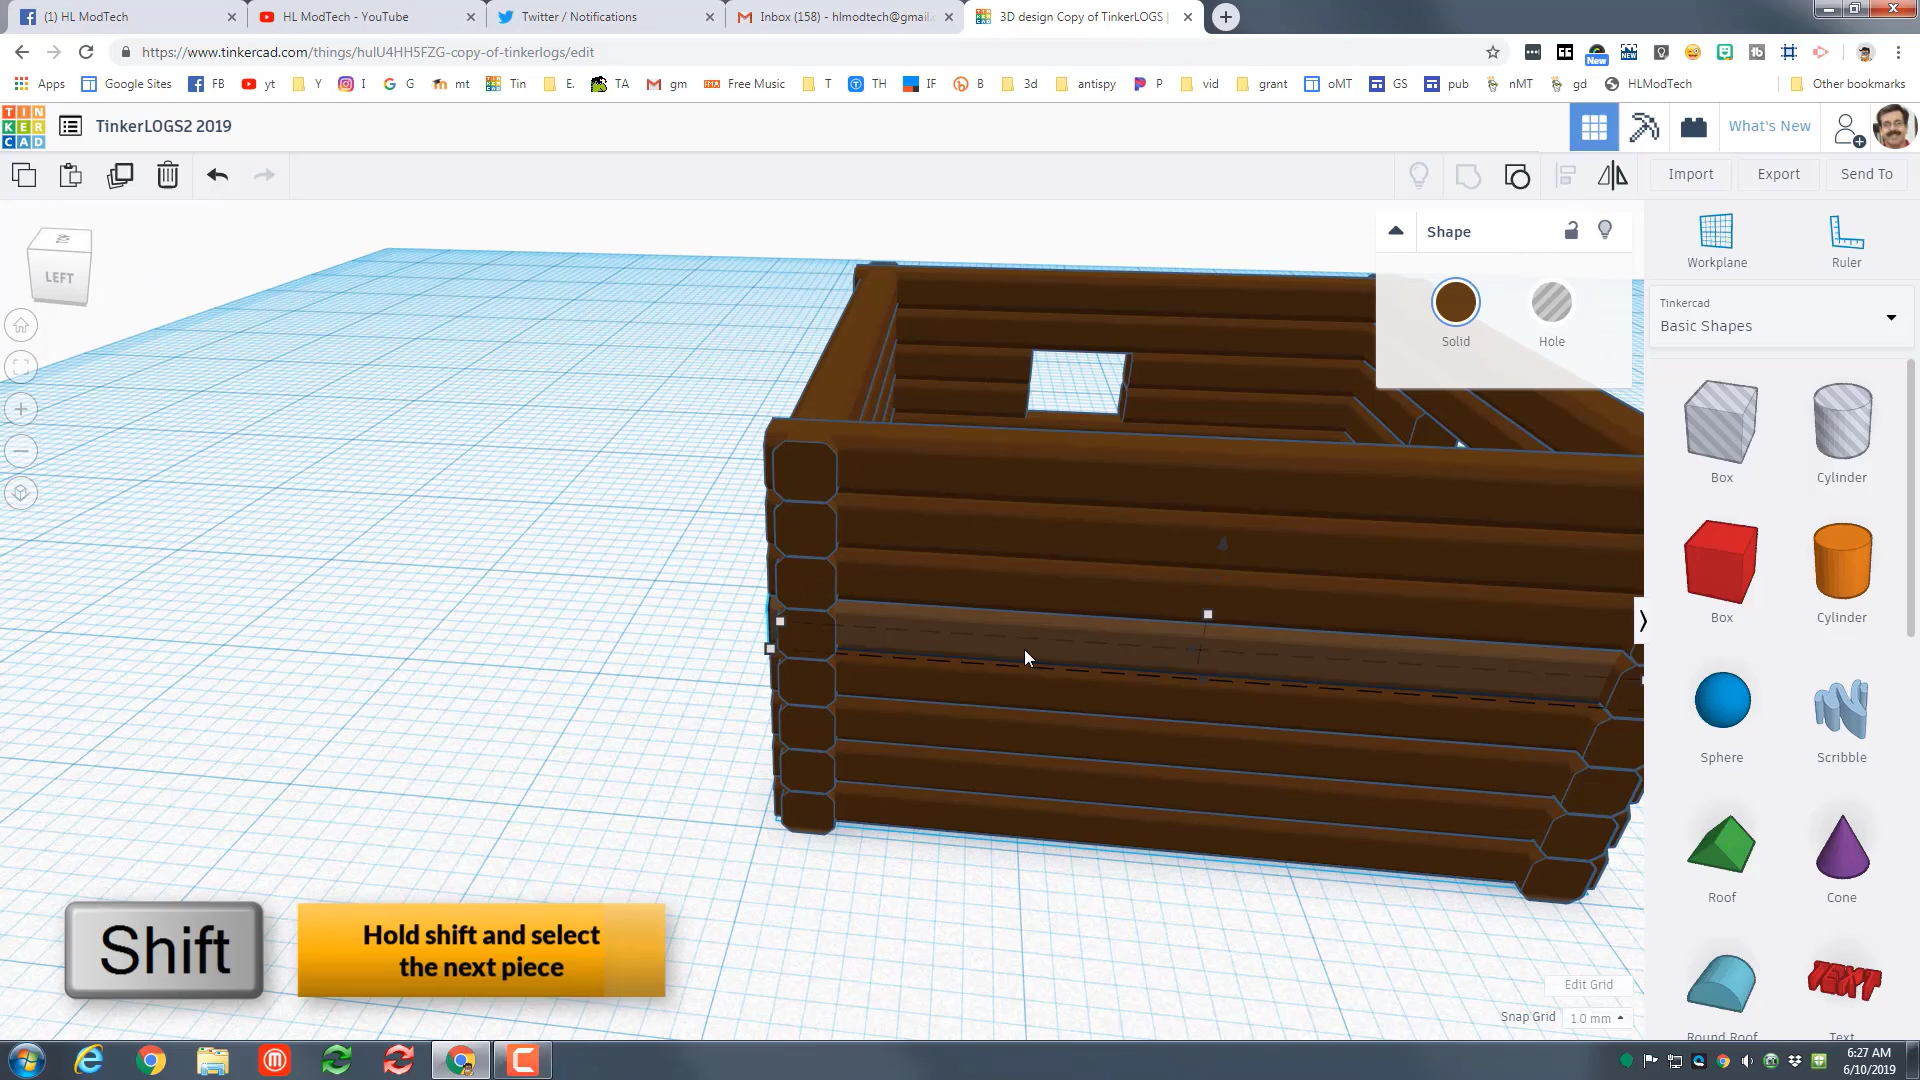 (1) HL ModTech
HL ModTech - YouTube
Twitter / Notifications
Inbox (158) - hlmodtech@gmail.c
3D design Copy of TinkerLOGS |
https://www.tinkercad.com/things/hulU4HH5FZG-copy-of-tinkerlogs/edit
Apps Google Sites FB yt Y I G mt Tin E. TA gm Free Music T TH IF B 3d antispy P vid grant oMT GS pub nMT gd HLModTech Other bookmarks
TIN
KER
CAD
TinkerLOGS2 2019
What's New
Import Export Send To
LEFT
Shape
Solid
Hole
Workplane
Ruler
Tinkercad
Basic Shapes
Box
Cylinder
Box
Cylinder
Sphere
Scribble
Roof
Cone
Round Roof
Text
Shift
Hold shift and select
the next piece
Edit Grid
Snap Grid 1.0 mm
6:27 AM
6/10/2019